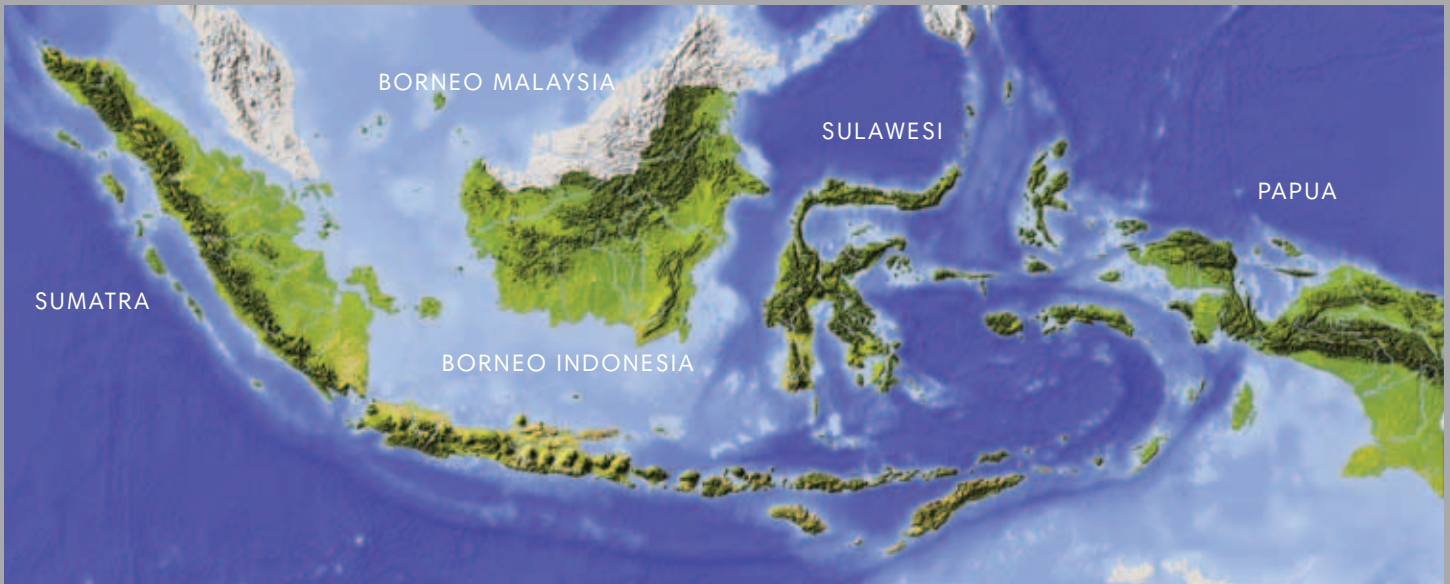 BORNEO MALAYSIA
SULAWESI
PAPUA
SUMATRA
BORNEO INDONESIA